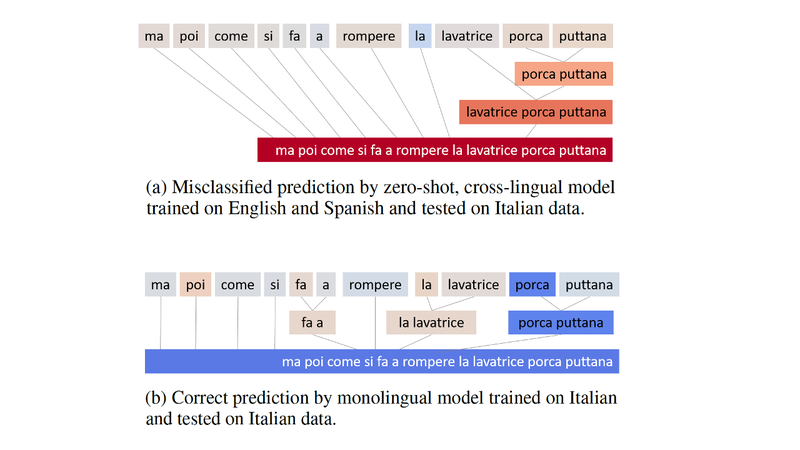 ma poi come si fa a rompere la lavatrice porca puttana
porca puttana
lavatrice porca puttana
ma poi come si fa a rompere la lavatrice porca puttana
(a) Misclassified prediction by zero-shot, cross-lingual model
trained on English and Spanish and tested on Italian data.
ma poi come si fa a rompere la lavatrice porca puttana
fa a la lavatrice porca puttana
ma poi come si fa a rompere la lavatrice porca puttana
(b) Correct prediction by monolingual model trained on Italian
and tested on Italian data.